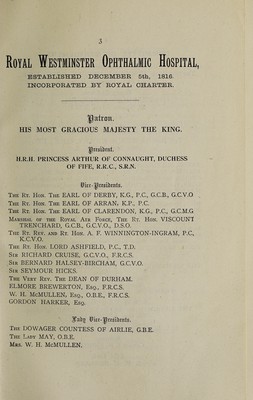 3
ROYAL WESTMINSTER OPHTHALMIC HOSPITAL,
ESTABLISHED DECEMBER 5th, 1816.
INCORPORATED BY ROYAL CHARTER.
Patron.
HIS MOST GRACIOUS MAJESTY THE KING.
President.
H.R.H. PRINCESS ARTHUR OF CONNAUGHT, DUCHESS
OF FIFE, R.R.C., S.R.N.
Vice-Presidents.
THE RT. HON. THE EARL OF DERBY, K.G., P.C., G.C.B., G.C.V.O
THE RT. HON. THE EARL OF ARRAN, K.P., P.C.
THE RT. HON. THE EARL OF CLARENDON, K.G., P.C., G.C.M.G
MARSHAL OF THE ROYAL AIR FORCE, THE RT. HON. VISCOUNT
TRENCHARD, G.C.B., G.C.V.O., D.S.O.
THE RT. REV. AND RT. HON. A. F. WINNINGTON-INGRAM, P.C.,
K.C.V.O.
THE RT. HON. LORD ASHFIELD, P.C., T.D.
SIR RICHARD CRUISE, G.C.V.O., F.R.C.S.
SIR BERNARD HALSEY-BIRCHAM, G.C.V.O.
SIR SEYMOUR HICKS.
THE VERY REV. THE DEAN OF DURHAM.
ELMORE BREWERTON, ESQ., F.R.C.S.
W. H. McMULLEN, ESQ., O.B.E., F.R.C.S.
GORDON HARKER, ESQ.
Lady Vice-Presidents.
THE DOWAGER COUNTESS OF AIRLIE, G.B.E.
THE LADY MAY, O.B.E.
MRS. W. H. McMULLEN.